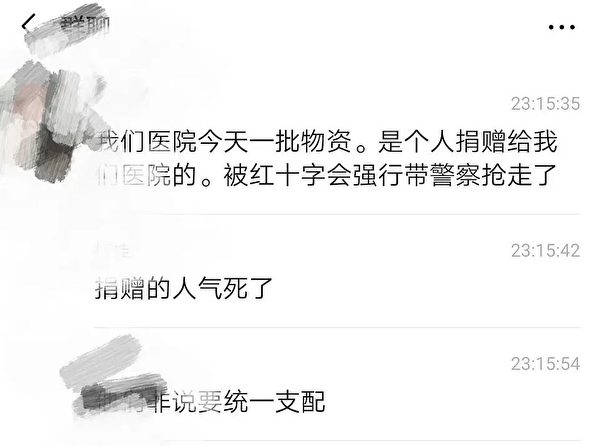 群聊
23:15:35
我们医院今天一批物资。是个人捐赠给我
们医院的。被红十字会强行带警察抢走了
23:15:42
捐赠的人气死了
23:15:54
非说要统一支配